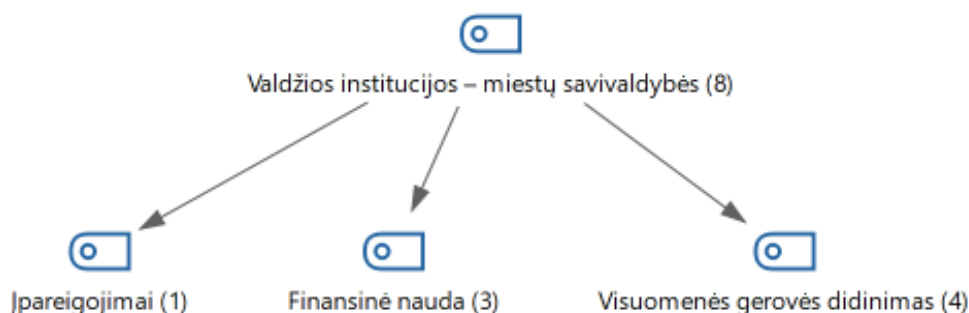 Valdžios institucijos – miestų savivaldybės (8)
Įpareigojimai (1)
Finansinė nauda (3)
Visuomenės gerovės didinimas (4)